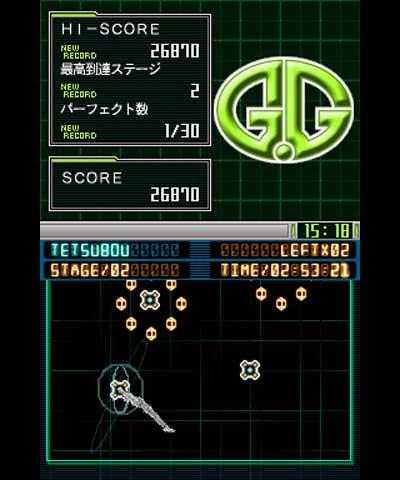 HI-SCORE
NEW RECORD 26870
最高到達ステージ
NEW RECORD 2
パーフェクト数
NEW RECORD 1/30
G.G
SCORE
26870
15:18
TETSUBOU LEFTX02
STAGE/02 TIME/02:53:21